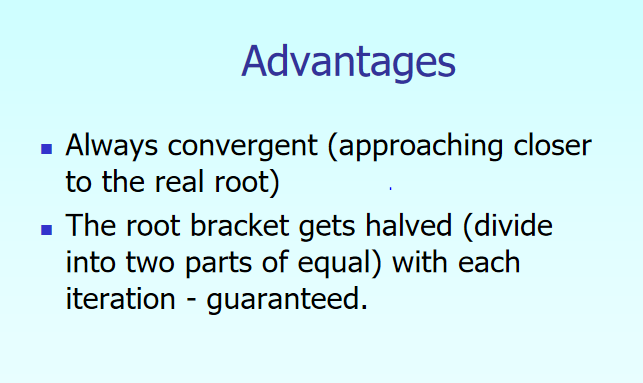 Advantages
Always convergent (approaching closer
to the real root)
The root bracket gets halved (divide
into two parts of equal) with each
iteration - guaranteed.